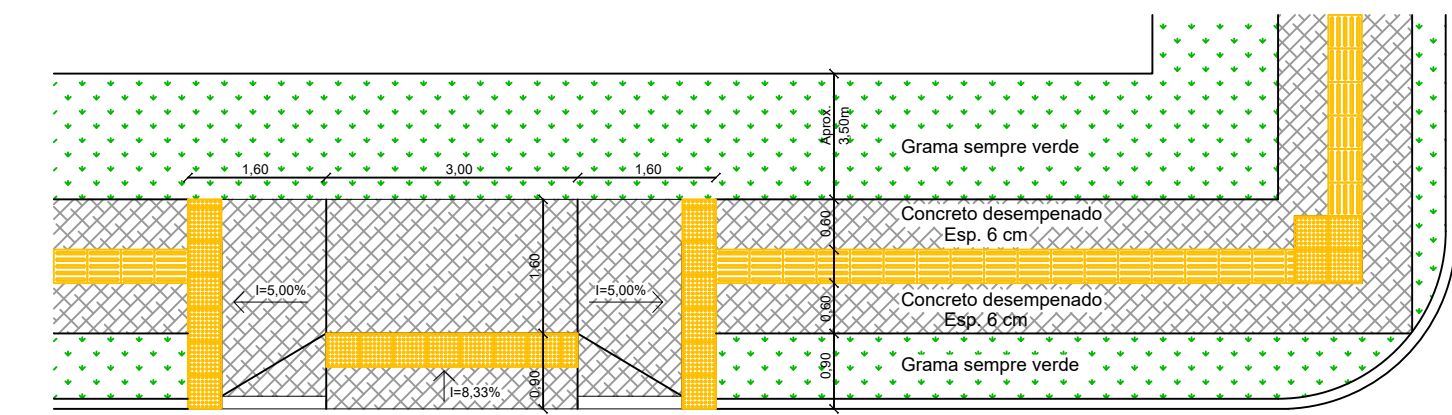 Aprox.
3,50m
Grama sempre verde
1,60
3,00
1,60
Concreto desempenado
Esp. 6 cm
0,60
1,60
I=5,00%
I=5,00%
Concreto desempenado
Esp. 6 cm
0,60
Grama sempre verde
0,90
0,90
I=8,33%